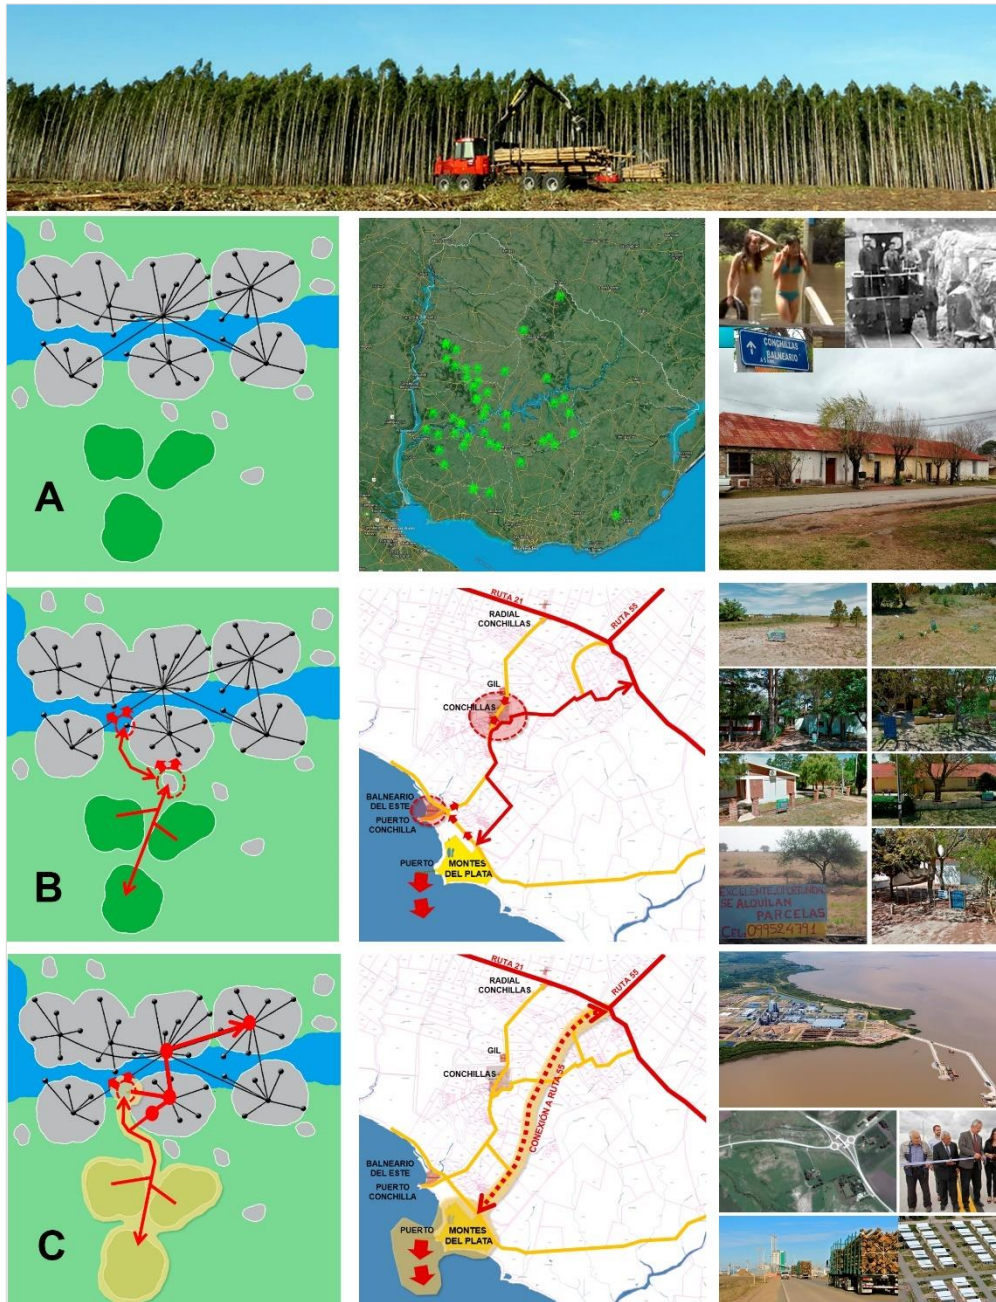 A
CONCHILLAS
BALNEARIO
B
RUTA 21
RUTA 55
RADIAL
CONCHILLAS
GIL
CONCHILLAS
BALNEARIO
DEL ESTE
PUERTO
CONCHILLA
PUERTO
MONTES
DEL PLATA
SE ALQUILAN
PARCELAS
CEL. 099524791
C
RUTA 21
RUTA 55
RADIAL
CONCHILLAS
GIL
CONCHILLAS
CONEXIÓN A RUTA 55
BALNEARIO
DEL ESTE
PUERTO
CONCHILLA
PUERTO
MONTES
DEL PLATA